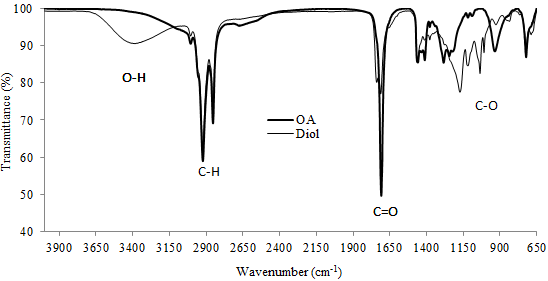 100
90
80
70
60
50
40
Transmittance (%)
O-H
C-H
OA
Diol
C=O
C-O
3900 3650 3400 3150 2900 2650 2400 2150 1900 1650 1400 1150 900 650
Wavenumber (cm-1)